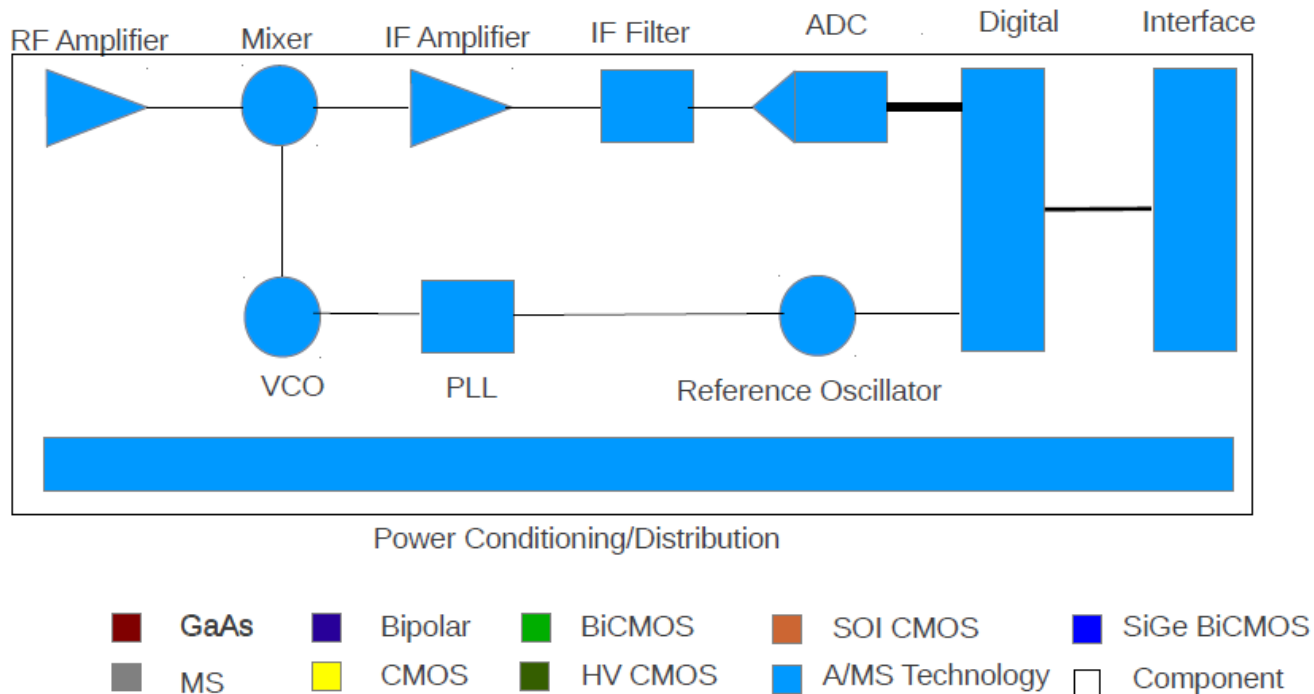 RF Amplifier Mixer IF Amplifier IF Filter ADC Digital Interface
VCO PLL Reference Oscillator
Power Conditioning/Distribution
GaAs Bipolar BiCMOS SOI CMOS SiGe BiCMOS
MS CMOS HV CMOS A/MS Technology Component